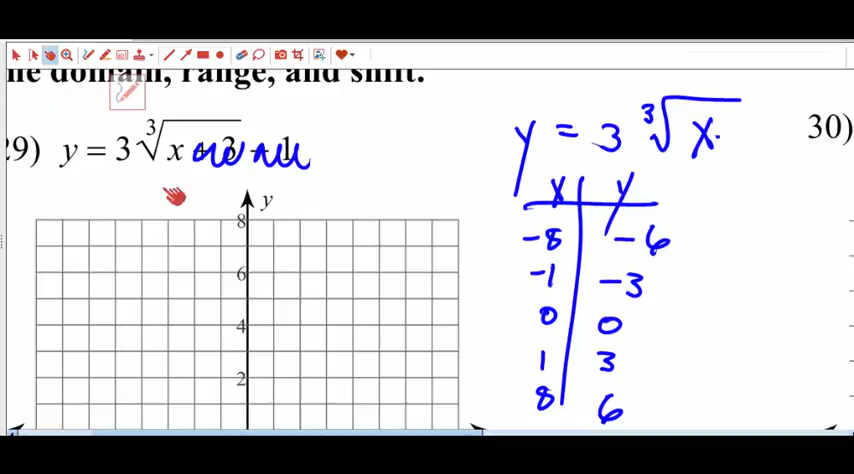 ne domain, range, and shift.
29) y = 3∛x + 3 - 1
y = 3 ∛x
30)
x y
-8 -6
-1 -3
0 0
1 3
8 6
y
8
6
4
2